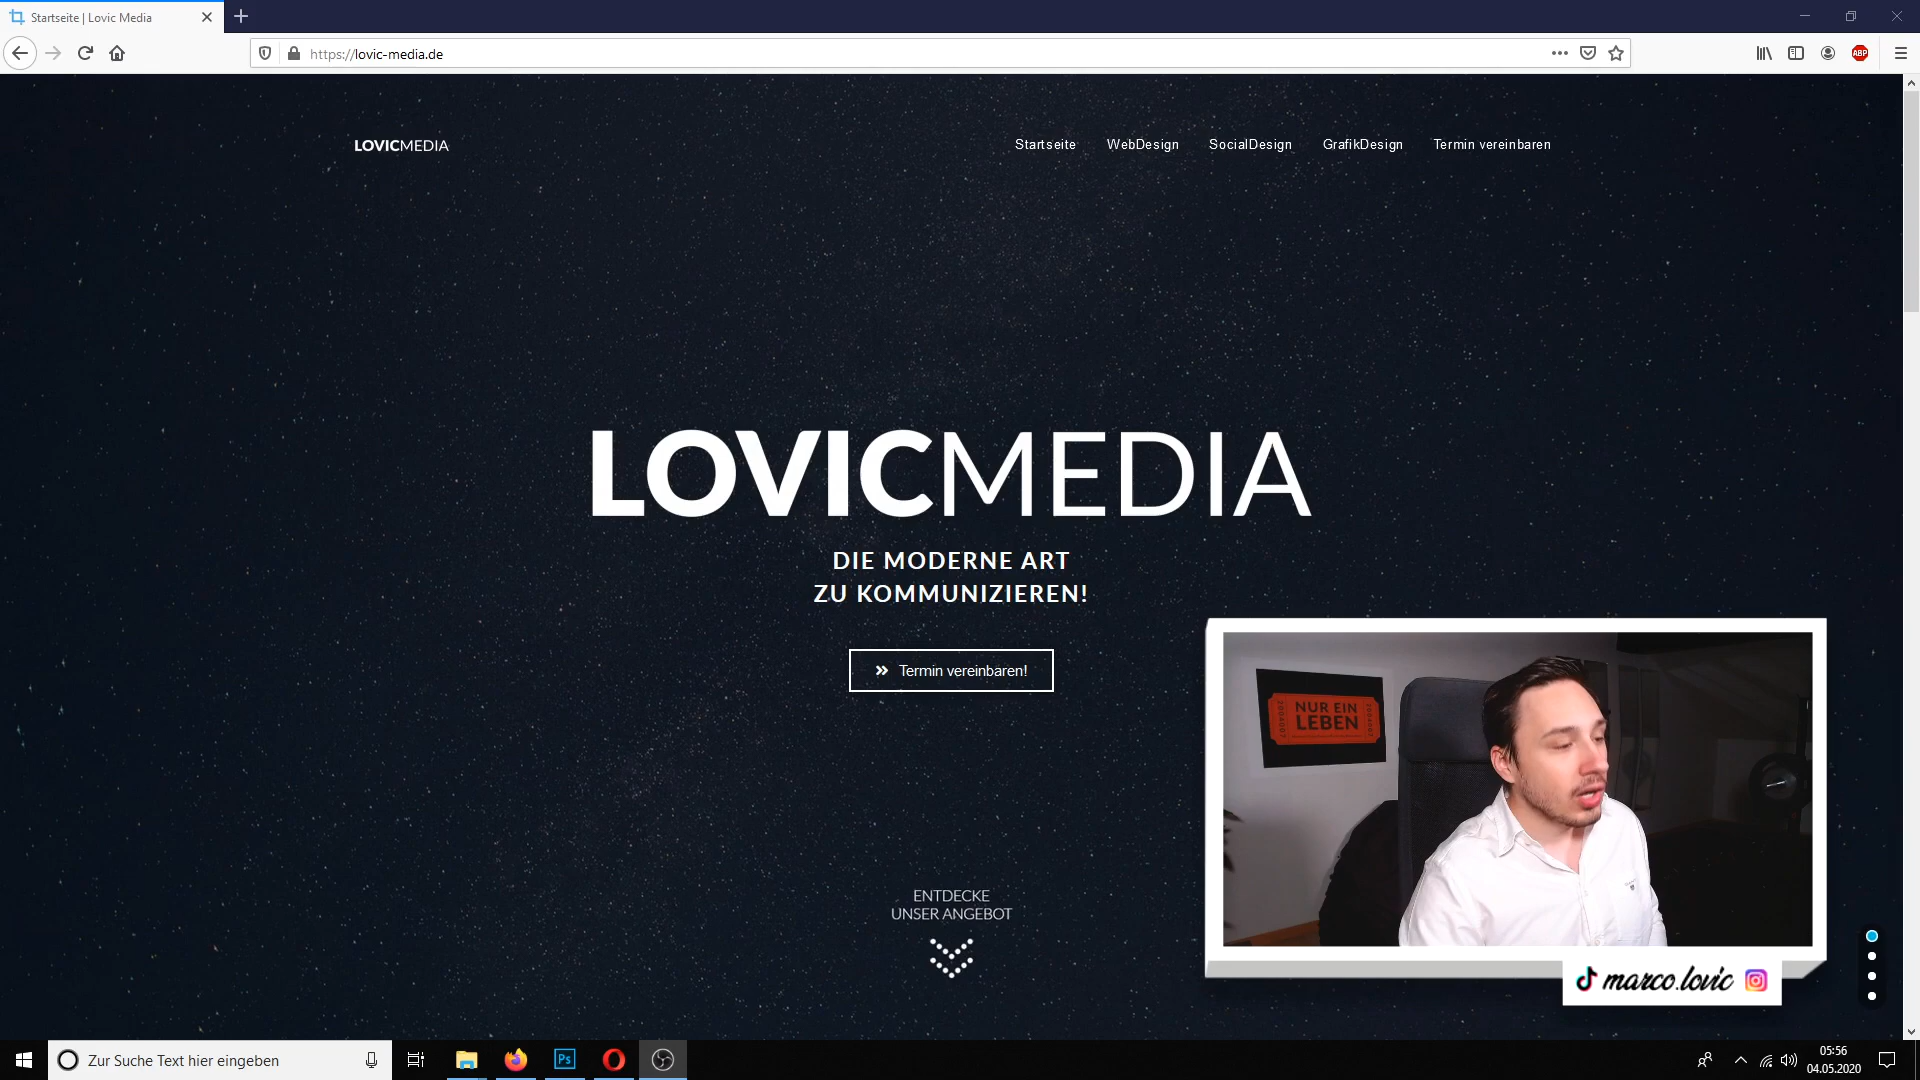 Startseite | Lovic Media
https://lovic-media.de
ABP
LOVICMEDIA
Startseite
WebDesign
SocialDesign
GrafikDesign
Termin vereinbaren
LOVICMEDIA
DIE MODERNE ART
ZU KOMMUNIZIEREN!
Termin vereinbaren!
NUR EIN
LEBEN
ENTDECKE
UNSER ANGEBOT
marco.lovic
Zur Suche Text hier eingeben
Ps
05:56
04.05.2020